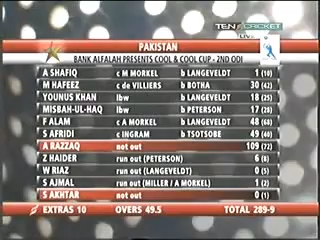 TEN CRICKET
LIVE
PAKISTAN
BANK ALFALAH PRESENTS COOL & COOL CUP - 2ND ODI
A SHAFIQ c M MORKEL b LANGEVELDT 1 (10)
M HAFEEZ c de VILLIERS b BOTHA 30 (42)
YOUNUS KHAN lbw b LANGEVELDT 18 (25)
MISBAH-UL-HAQ lbw b PETERSON 17 (28)
F ALAM c A MORKEL b LANGEVELDT 48 (68)
S AFRIDI c INGRAM b TSOTSOBE 49 (40)
A RAZZAQ not out 109 (72)
Z HAIDER run out (PETERSON) 6 (8)
W RIAZ run out (LANGEVELDT) 0 (5)
S AJMAL run out (MILLER / A MORKEL) 1 (2)
S AKHTAR not out 0 (1)
EXTRAS 10 OVERS 49.5 TOTAL 289-9